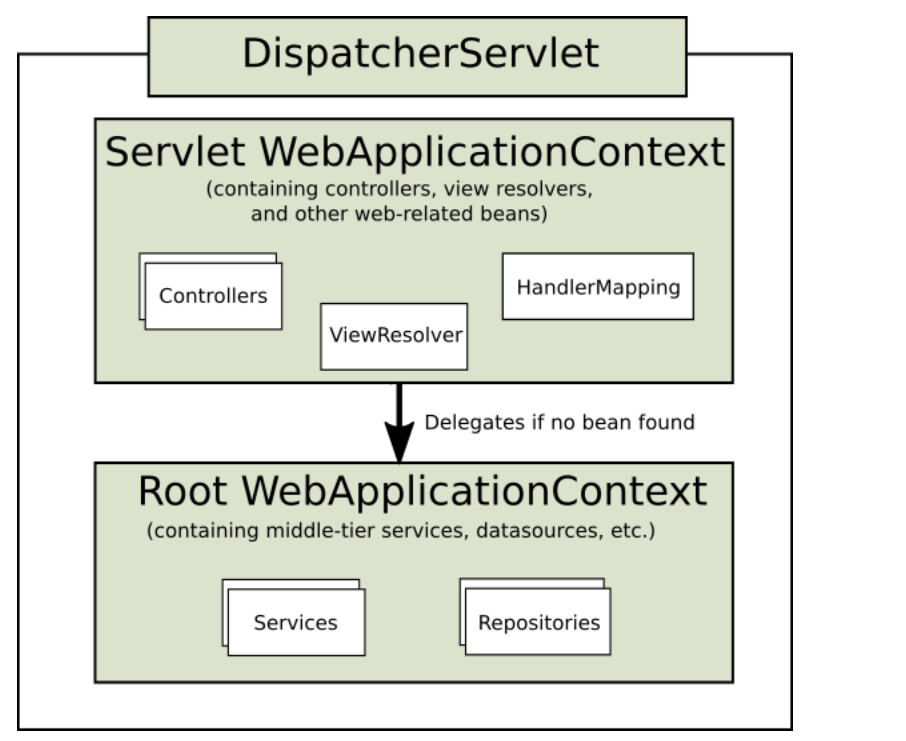 DispatcherServlet
Servlet WebApplicationContext
(containing controllers, view resolvers,
and other web-related beans)
Controllers
HandlerMapping
ViewResolver
Delegates if no bean found
Root WebApplicationContext
(containing middle-tier services, datasources, etc.)
Services
Repositories